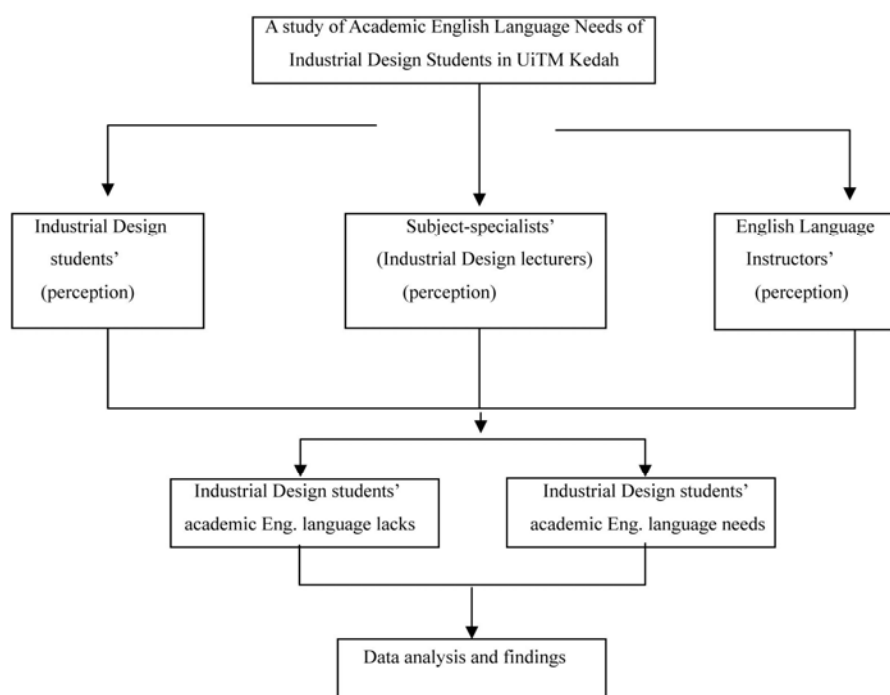 A study of Academic English Language Needs of
Industrial Design Students in UiTM Kedah
Industrial Design
students’
(perception)
Subject-specialists’
(Industrial Design lecturers)
(perception)
English Language
Instructors’
(perception)
Industrial Design students’
academic Eng. language lacks
Industrial Design students’
academic Eng. language needs
Data analysis and findings